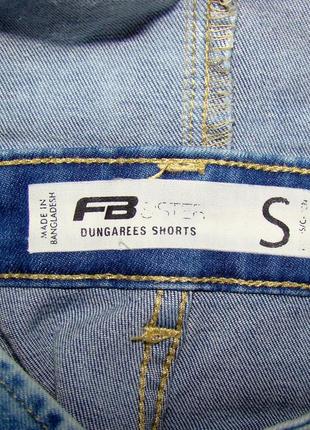 MADE IN
BANGLADESH
FB SISTER
DUNGAREES SHORTS
S